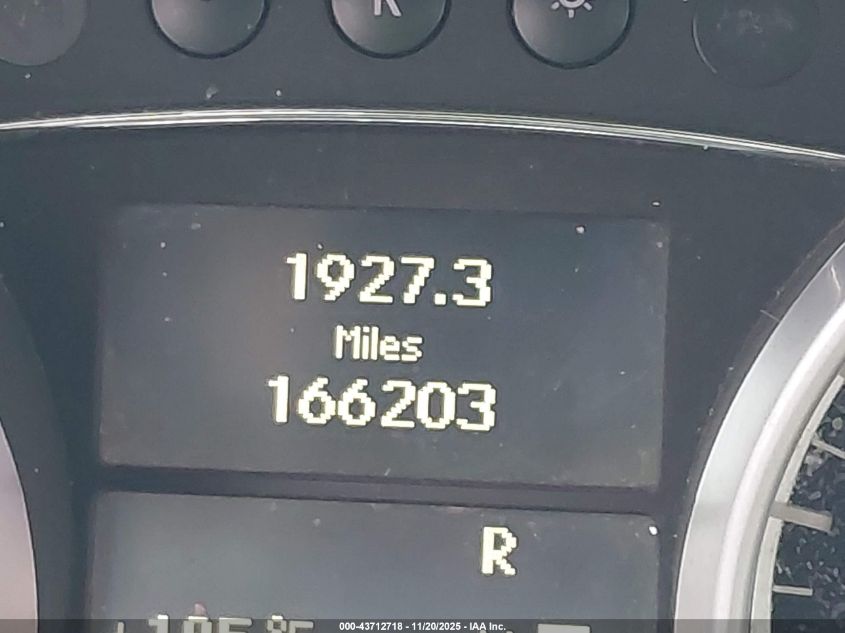 R
1927.3
Miles
166203
R
000-43712718 - 11/20/2025 - IAA Inc.